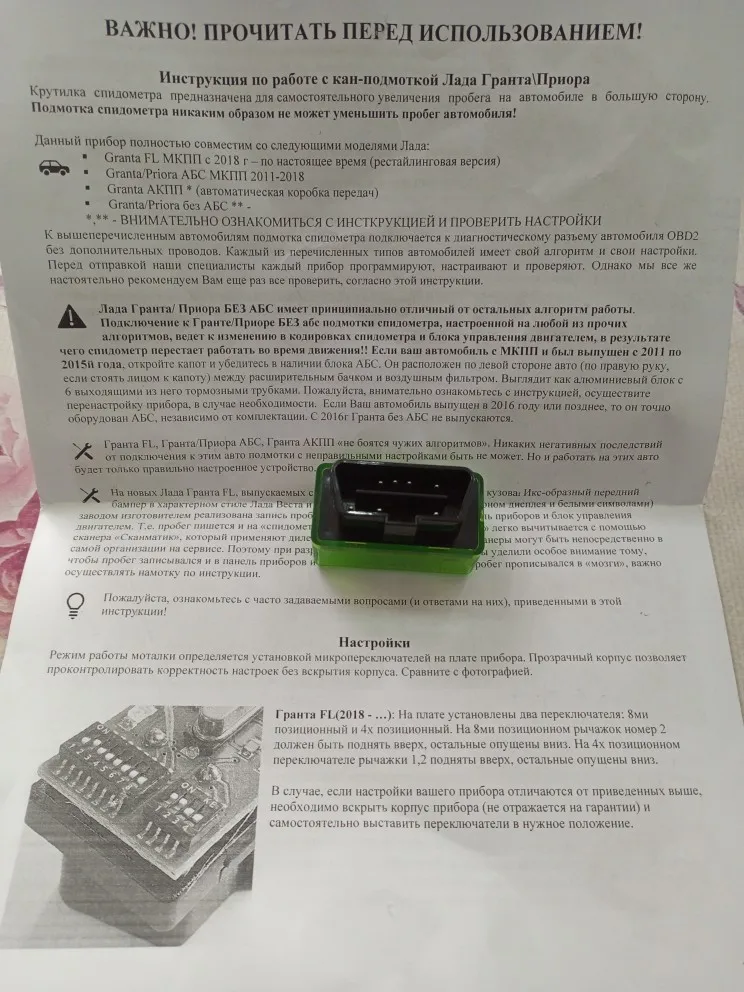 ВАЖНО! ПРОЧИТАТЬ ПЕРЕД ИСПОЛЬЗОВАНИЕМ!
Инструкция по работе с кан-подмоткой Лада Гранта\Приора
Крутилка спидометра предназначена для самостоятельного увеличения пробега на автомобиле в большую сторону.
Подмотка спидометра никаким образом не может уменьшить пробег автомобиля!
Данный прибор полностью совместим со следующими моделями Лада:
▪ Granta FL МКПП с 2018 г – по настоящее время (рестайлинговая версия)
▪ Granta/Priora АБС МКПП 2011-2018
▪ Granta АКПП * (автоматическая коробка передач)
▪ Granta/Priora без АБС ** -
*,** - ВНИМАТЕЛЬНО ОЗНАКОМИТЬСЯ С ИНСТКРУКЦИЕЙ И ПРОВЕРИТЬ НАСТРОЙКИ
К вышеперечисленным автомобилям подмотка спидометра подключается к диагностическому разъему автомобиля OBD2
без дополнительных проводов. Каждый из перечисленных типов автомобилей имеет свой алгоритм и свои настройки.
Перед отправкой наши специалисты каждый прибор программируют, настраивают и проверяют. Однако мы все же
настоятельно рекомендуем Вам еще раз все проверить, согласно этой инструкции.
Лада Гранта/ Приора БЕЗ АБС имеет принципиально отличный от остальных алгоритм работы.
Подключение к Гранте/Приоре БЕЗ абс подмотки спидометра, настроенной на любой из прочих
алгоритмов, ведет к изменению в кодировках спидометра и блока управления двигателем, в результате
чего спидометр перестает работать во время движения!! Если ваш автомобиль с МКПП и был выпущен с 2011 по
2015й года, откройте капот и убедитесь в наличии блока АБС. Он расположен по левой стороне авто (по правую руку,
если стоять лицом к капоту) между расширительным бачком и воздушным фильтром. Выглядит как алюминиевый блок с
6 выходящими из него тормозными трубками. Пожалуйста, внимательно ознакомьтесь с инструкцией, осуществите
перенастройку прибора, в случае необходимости. Если Ваш автомобиль выпущен в 2016 году или позднее, то он точно
оборудован АБС, независимо от комплектации. С 2016г Гранта без АБС не выпускаются.
Гранта FL, Гранта/Приора АБС, Гранта АКПП «не боятся чужих алгоритмов». Никаких негативных последствий
от подключения к этим авто подмотки с неправильными настройками быть не может. Но и работать на этих авто
будет только правильно настроенное устройство.
На новых Лада Гранта FL, выпускаемых с кузова: Икс-образный передний
бампер в характерном стиле Лада Веста и дисплея и белыми символами)
заводом изготовителем реализована запись приборов и блок управления
двигателем. Т.е. пробег пишется и на «спидометр легко вычитается с помощью
сканера «Сканматик», который применяют могут быть непосредственно в
самой организации на сервисе. Поэтому при уделили особое внимание тому,
чтобы пробег записывался и в панель приборов и пробег прописывался в «мозги», важно
осуществлять намотку по инструкции.
Пожалуйста, ознакомьтесь с часто задаваемыми вопросами (и ответами на них), приведенными в этой
инструкции!
Настройки
Режим работы моталки определяется установкой микроперсключателей на плате прибора. Прозрачный корпус позволяет
проконтролировать корректность настроек без вскрытия корпуса. Сравните с фотографией.
Гранта FL(2018 - …): На плате установлены два переключателя: 8ми
позиционный и 4х позиционный. На 8ми позиционном рычажок номер 2
должен быть поднять вверх, остальные опущены вниз. На 4х позиционном
переключателе рычажки 1,2 подняты вверх, остальные опущены вниз.
В случае, если настройки вашего прибора отличаются от приведенных выше,
необходимо вскрыть корпус прибора (не отражается на гарантии) и
самостоятельно выставить переключатели в нужное положение.